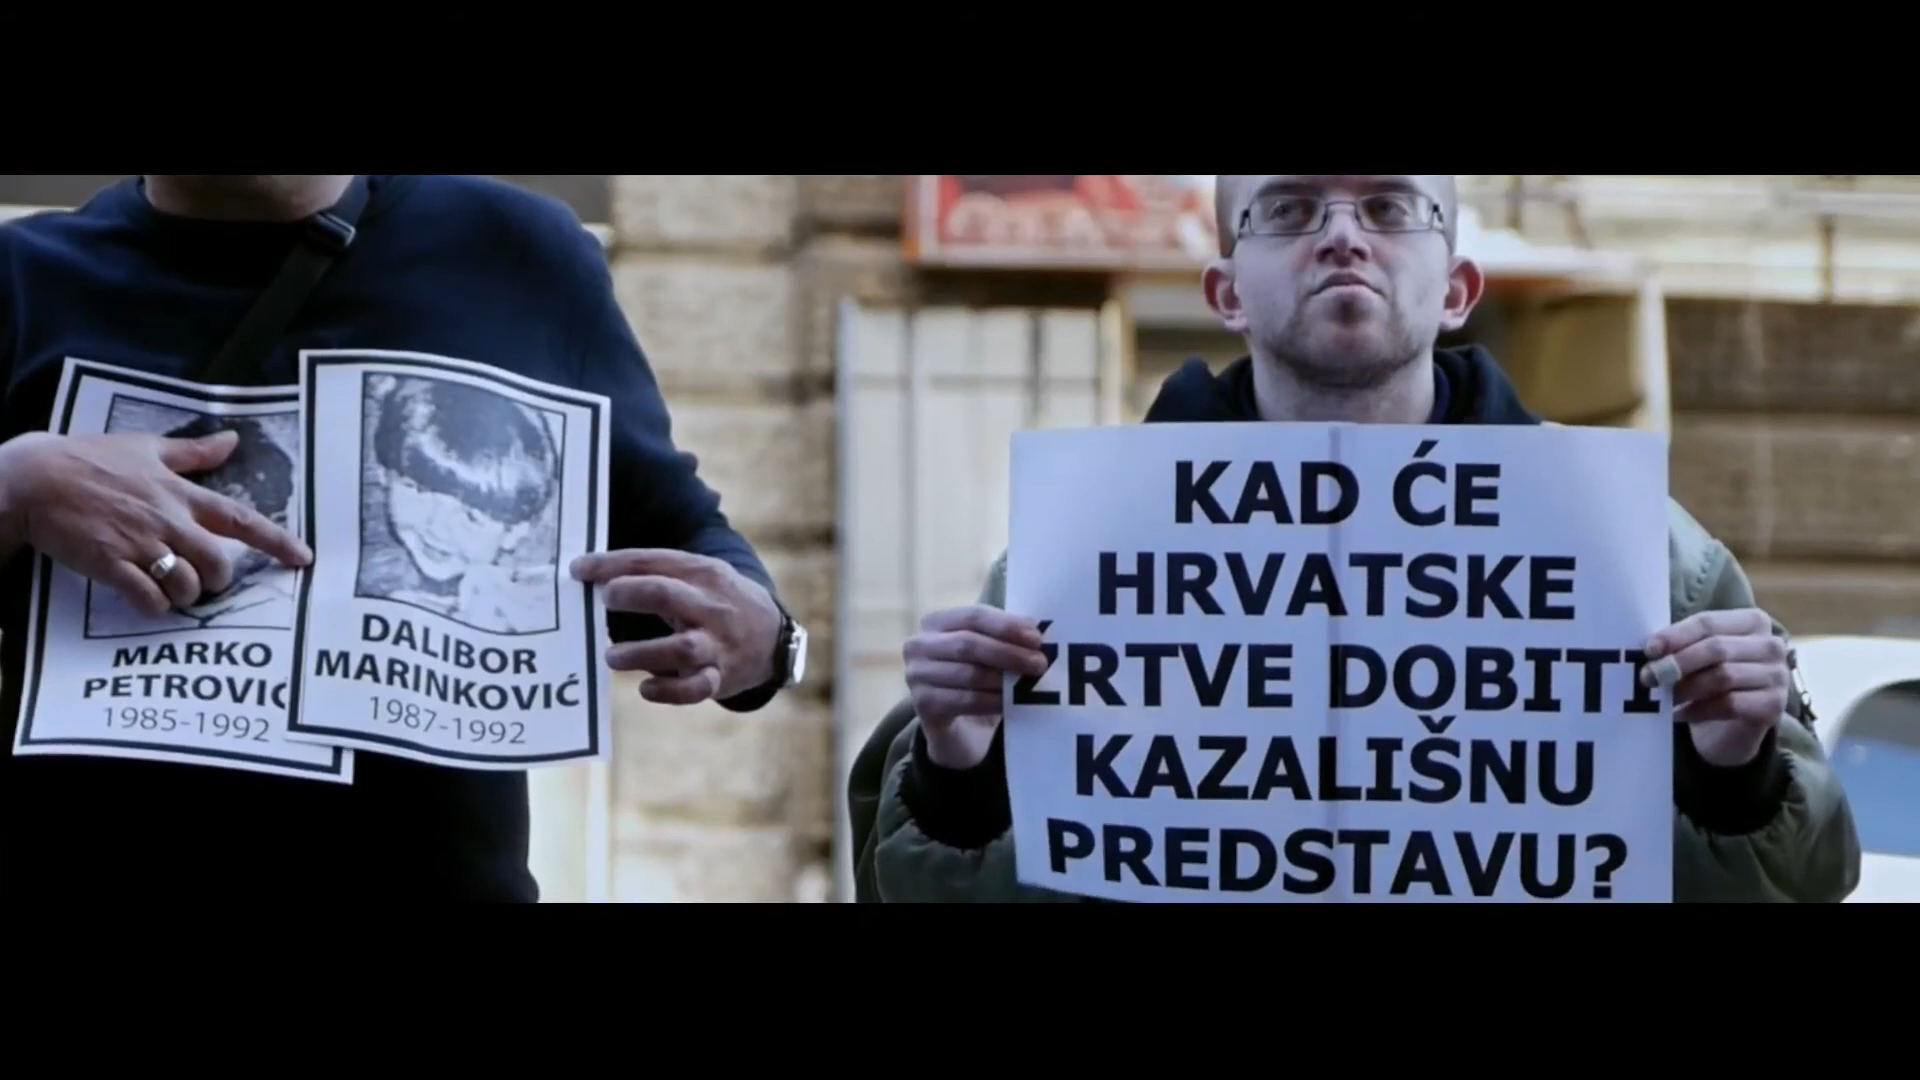 MARKO
PETROVIĆ
1985-1992
DALIBOR
MARINKOVIĆ
1987-1992
KAD ĆE
HRVATSKE
ŽRTVE DOBITI
KAZALIŠNU
PREDSTAVU?